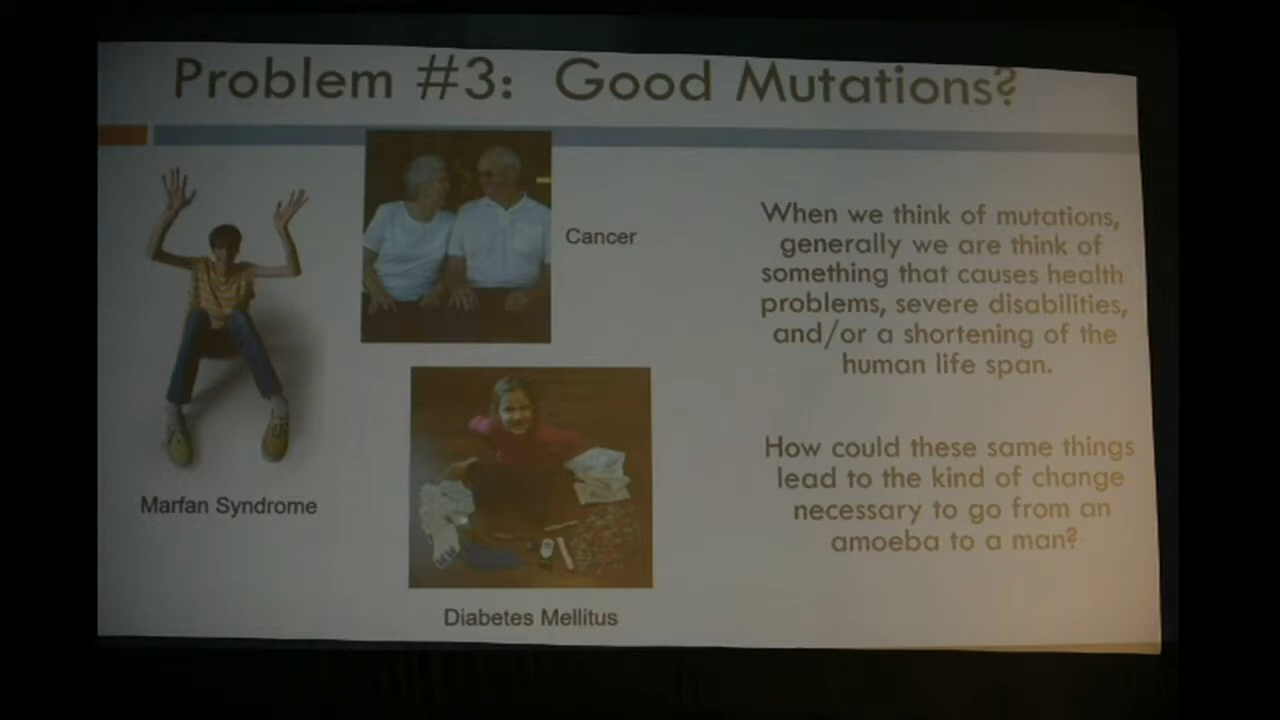 Problem #3: Good Mutations?
Cancer
Marfan Syndrome
Diabetes Mellitus
When we think of mutations,
generally we are think of
something that causes health
problems, severe disabilities,
and/or a shortening of the
human life span.
How could these same things
lead to the kind of change
necessary to go from an
amoeba to a man?